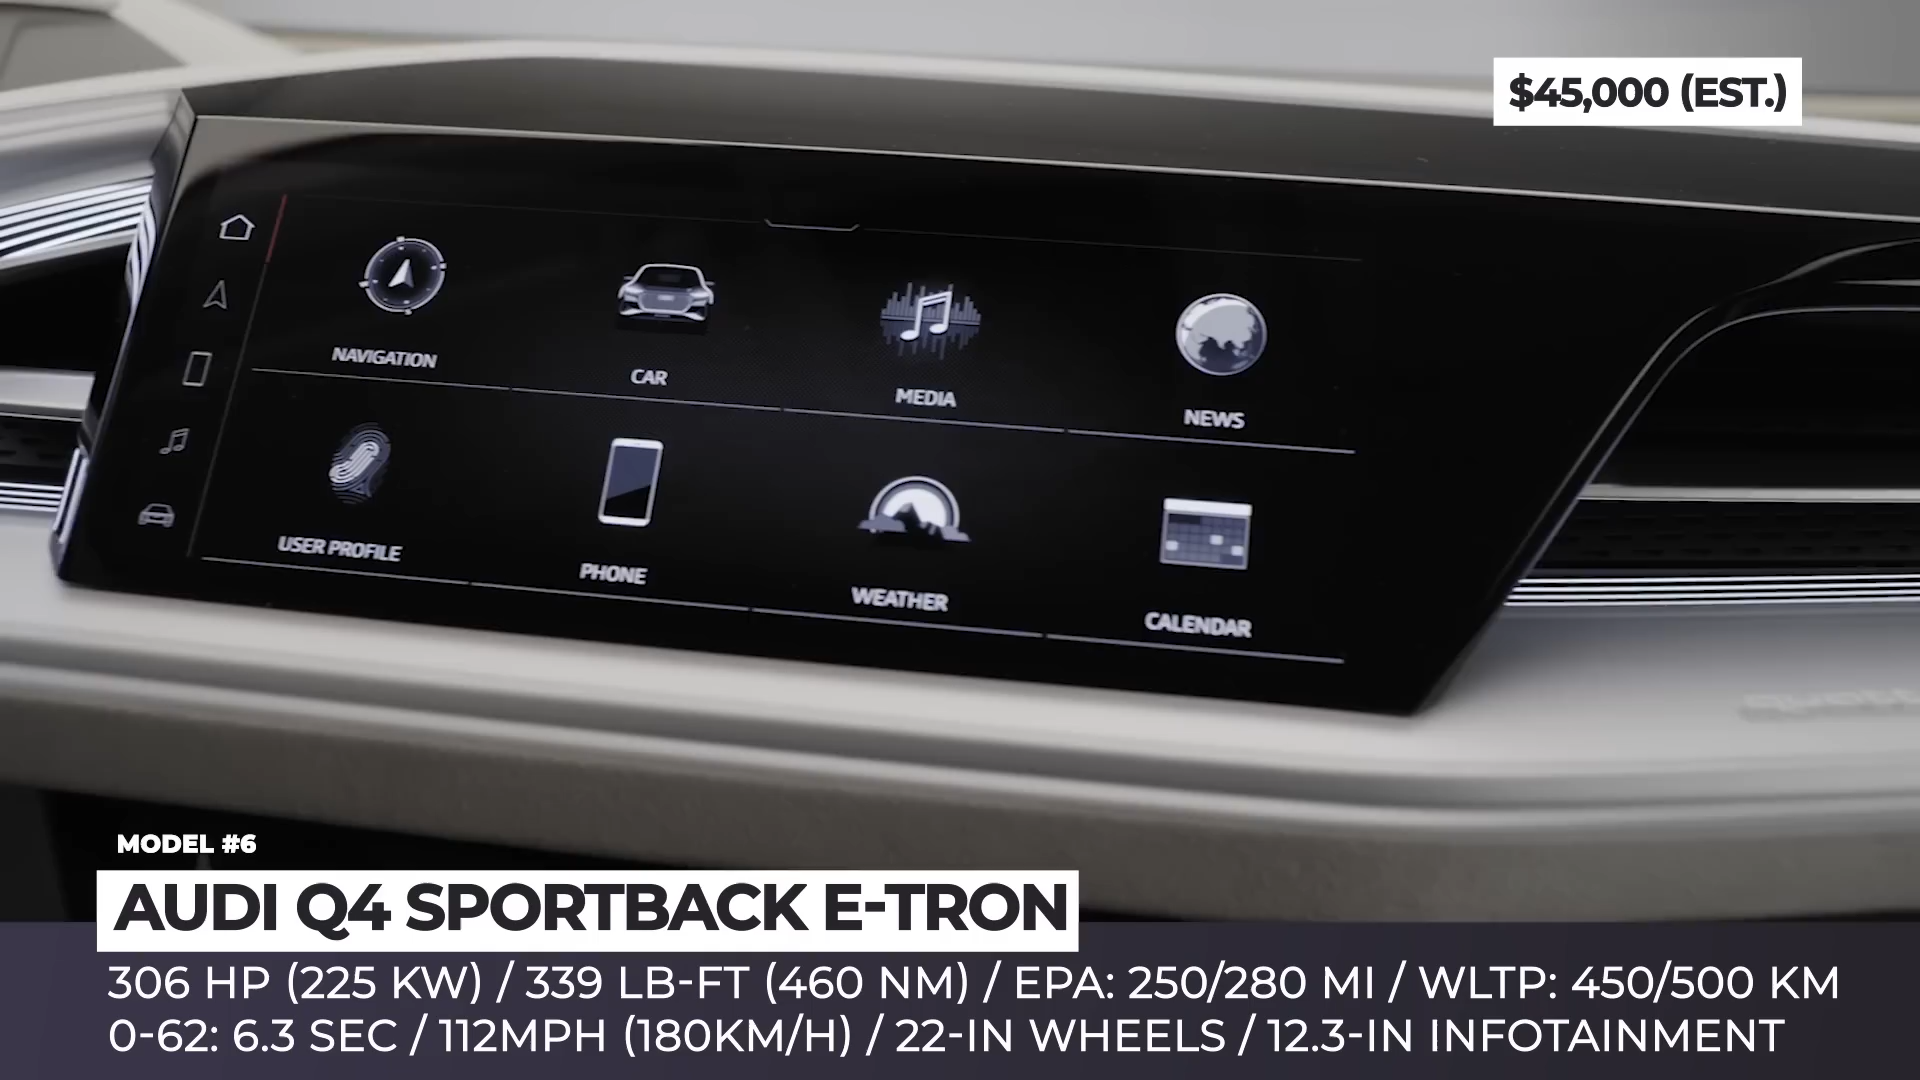 $45,000 (EST.)
NAVIGATION
CAR
MEDIA
NEWS
USER PROFILE
PHONE
WEATHER
CALENDAR
MODEL #6
AUDI Q4 SPORTBACK E-TRON
306 HP (225 KW) / 339 LB-FT (460 NM) / EPA: 250/280 MI / WLTP: 450/500 KM
0-62: 6.3 SEC / 112MPH (180KM/H) / 22-IN WHEELS / 12.3-IN INFOTAINMENT